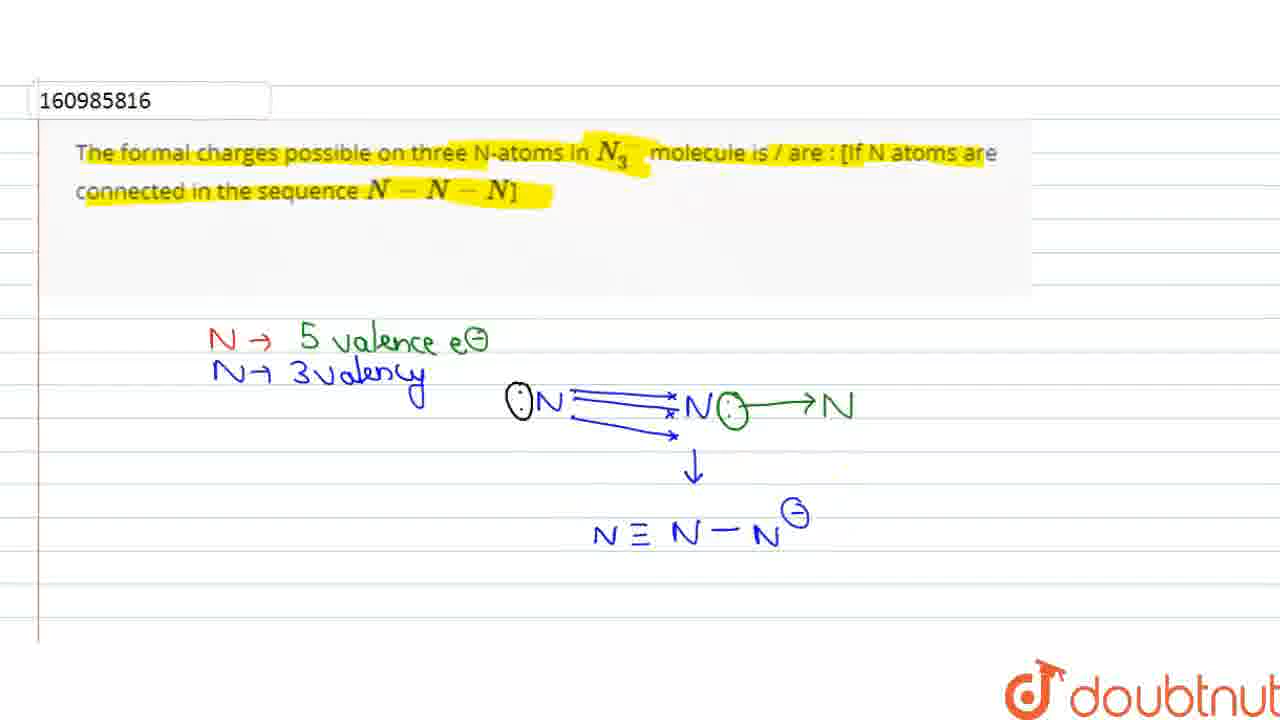 160985816
The formal charges possible on three N-atoms in N₃⁻ molecule is / are : [If N atoms are
connected in the sequence N − N − N]
N → 5 valence e⊖
N → 3 valency
:N N: → N
N ≡ N − N⊖
doubtnut